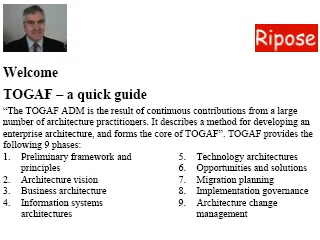 Ripose
Welcome
TOGAF – a quick guide
“The TOGAF ADM is the result of continuous contributions from a large
number of architecture practitioners. It describes a method for developing an
enterprise architecture, and forms the core of TOGAF”. TOGAF provides the
following 9 phases:
1. Preliminary framework and
principles
2. Architecture vision
3. Business architecture
4. Information systems
architectures
5. Technology architectures
6. Opportunities and solutions
7. Migration planning
8. Implementation governance
9. Architecture change
management